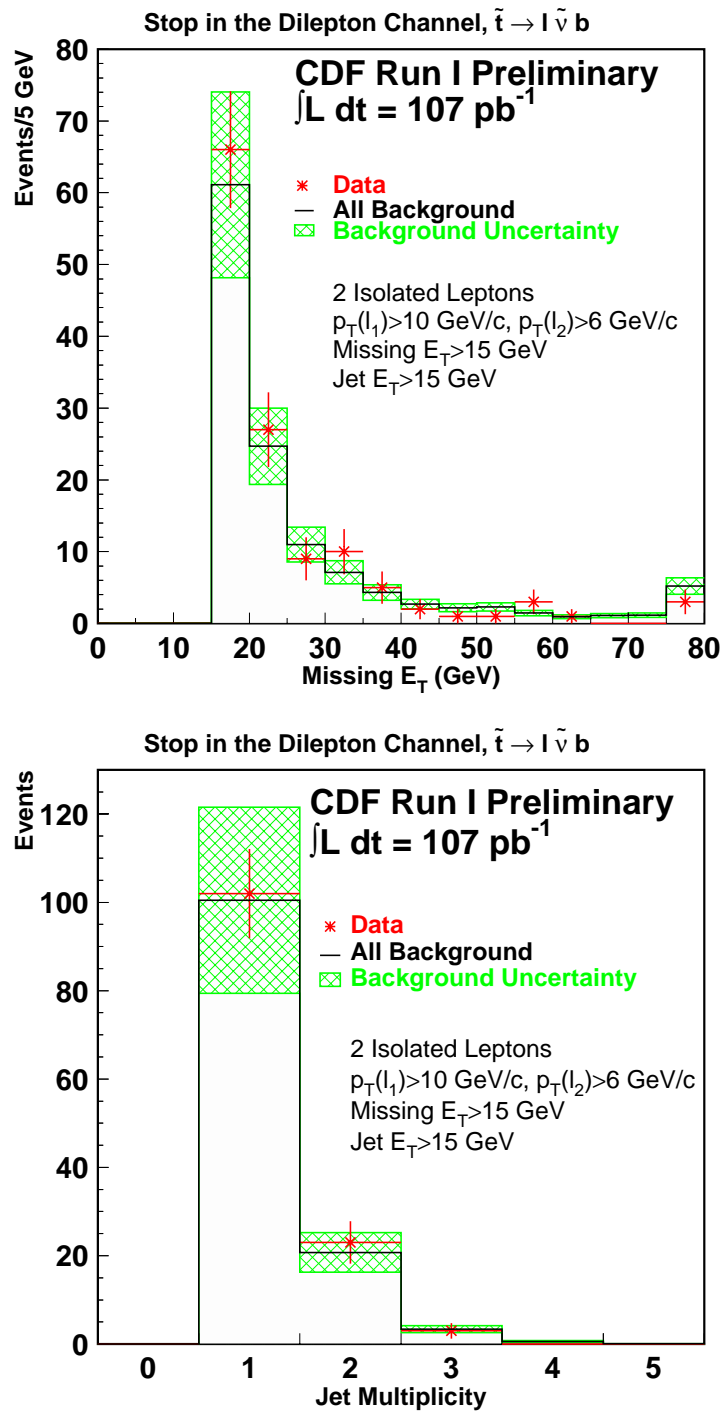 Stop in the Dilepton Channel, t̃ → l ν̃ b
CDF Run I Preliminary
∫L dt = 107 pb⁻¹
Data
All Background
Background Uncertainty
2 Isolated Leptons
p_T(l_1)>10 GeV/c, p_T(l_2)>6 GeV/c
Missing E_T>15 GeV
Jet E_T>15 GeV
Events/5 GeV
80
70
60
50
40
30
20
10
0
0 10 20 30 40 50 60 70 80
Missing E_T (GeV)
Stop in the Dilepton Channel, t̃ → l ν̃ b
CDF Run I Preliminary
∫L dt = 107 pb⁻¹
Data
All Background
Background Uncertainty
2 Isolated Leptons
p_T(l_1)>10 GeV/c, p_T(l_2)>6 GeV/c
Missing E_T>15 GeV
Jet E_T>15 GeV
Events
120
100
80
60
40
20
0
0 1 2 3 4 5
Jet Multiplicity